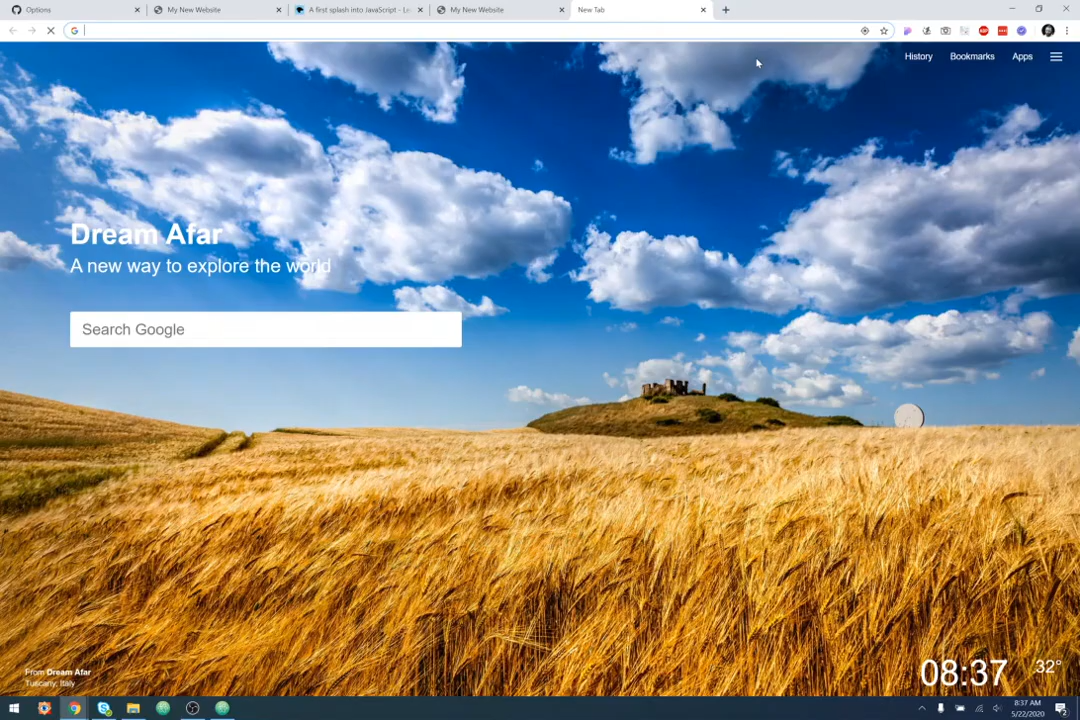 Options
My New Website
A first splash into JavaScript - Le
My New Website
New Tab
History
Bookmarks
Apps
Dream Afar
A new way to explore the world
Search Google
From Dream Afar
Tuscany, Italy
08:37
32°
8:37 AM
5/22/2020